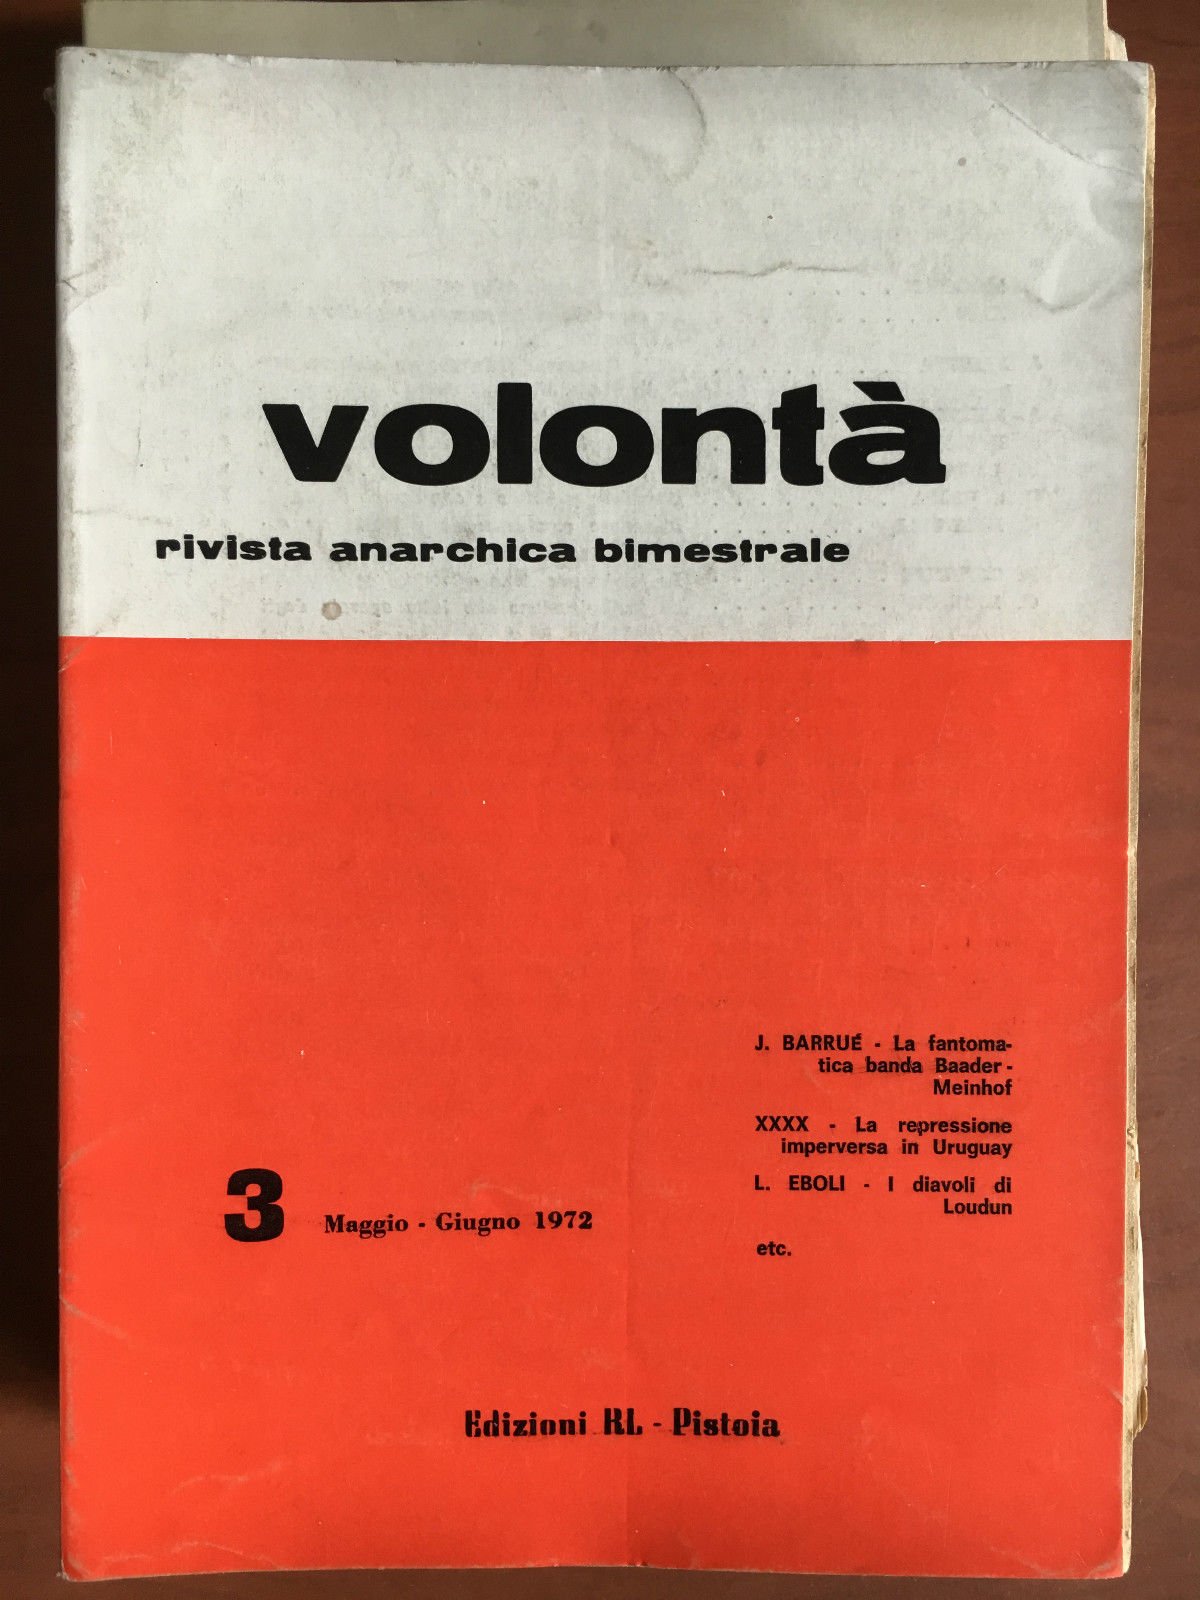 volontà
rivista anarchica bimestrale
J. BARRUÉ - La fantoma-
tica banda Baader -
Meinhof
XXXX - La repressione
imperversa in Uruguay
L. EBOLI - I diavoli di
Loudun
etc.
3 Maggio - Giugno 1972
Edizioni RL - Pistoia